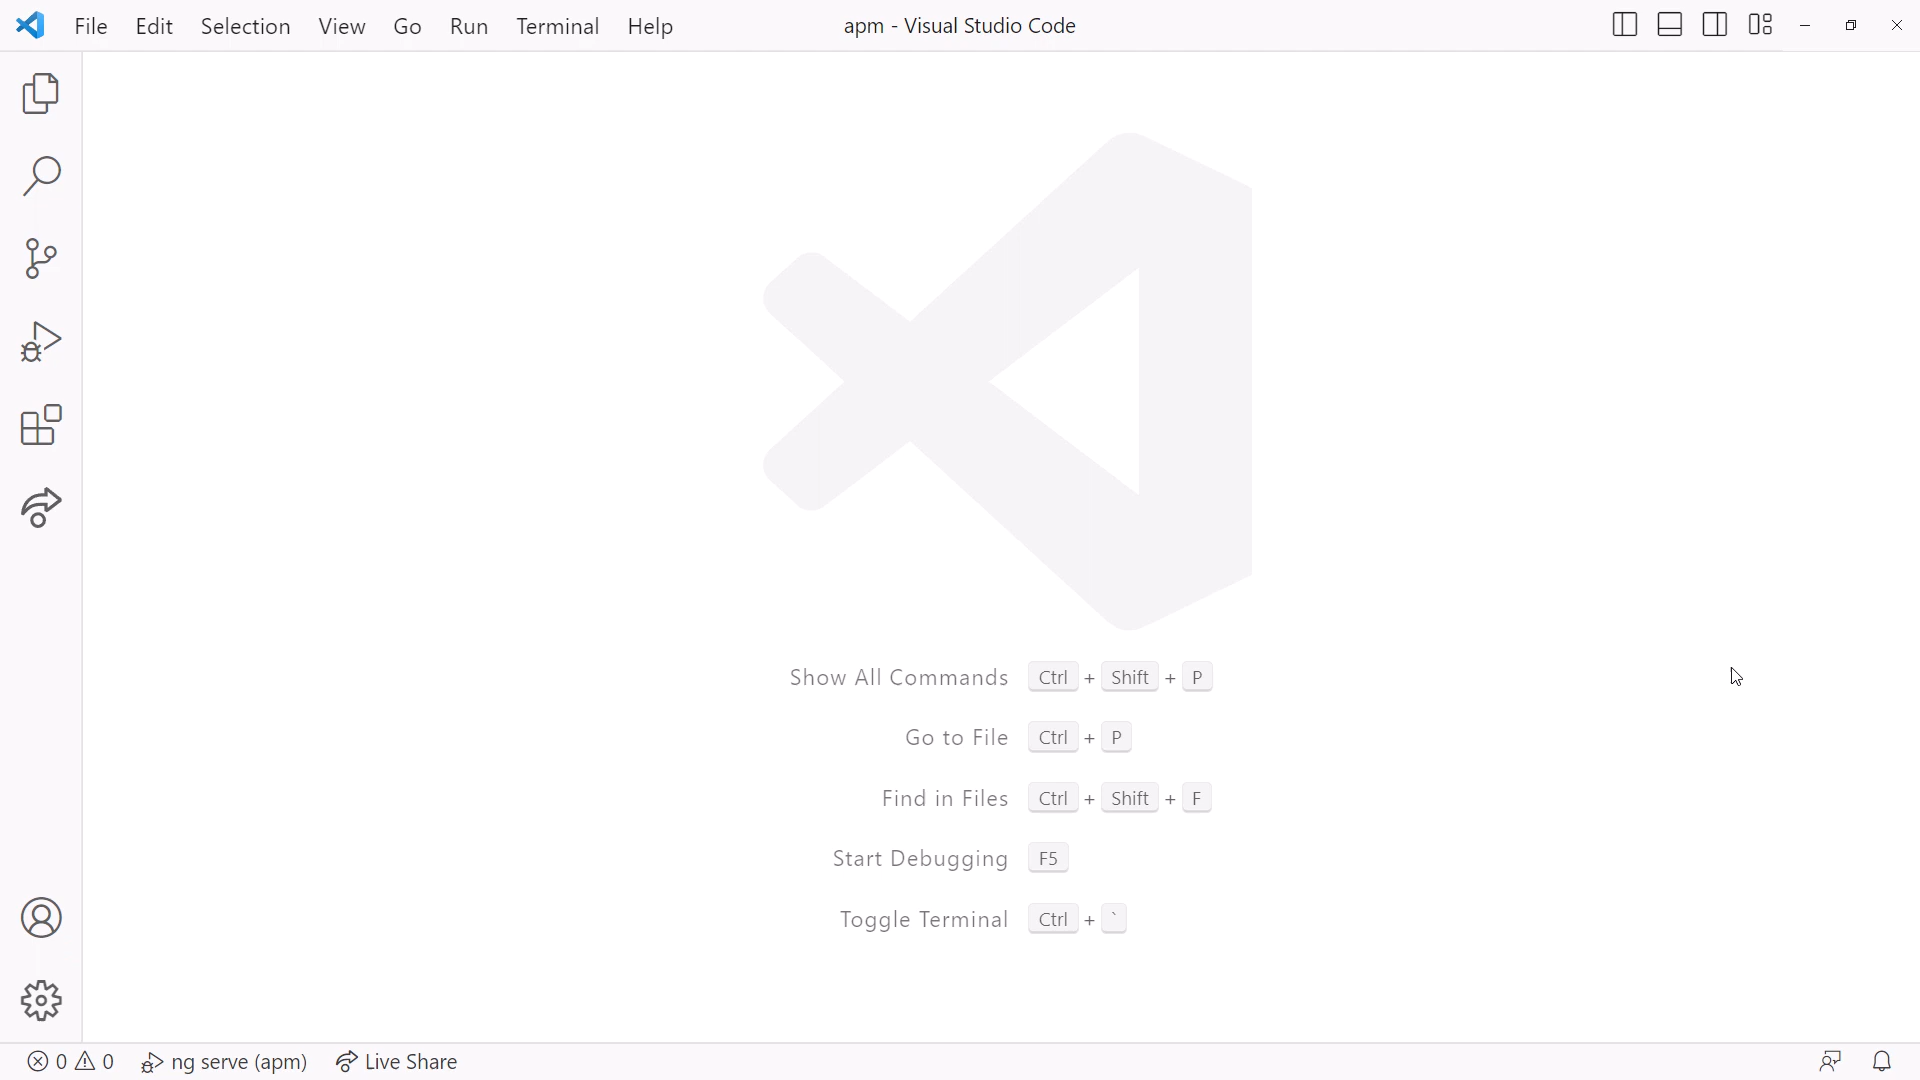 File Edit Selection View Go Run Terminal Help apm - Visual Studio Code
Show All Commands Ctrl + Shift + P
Go to File Ctrl + P
Find in Files Ctrl + Shift + F
Start Debugging F5
Toggle Terminal Ctrl + `
0 0 ng serve (apm) Live Share